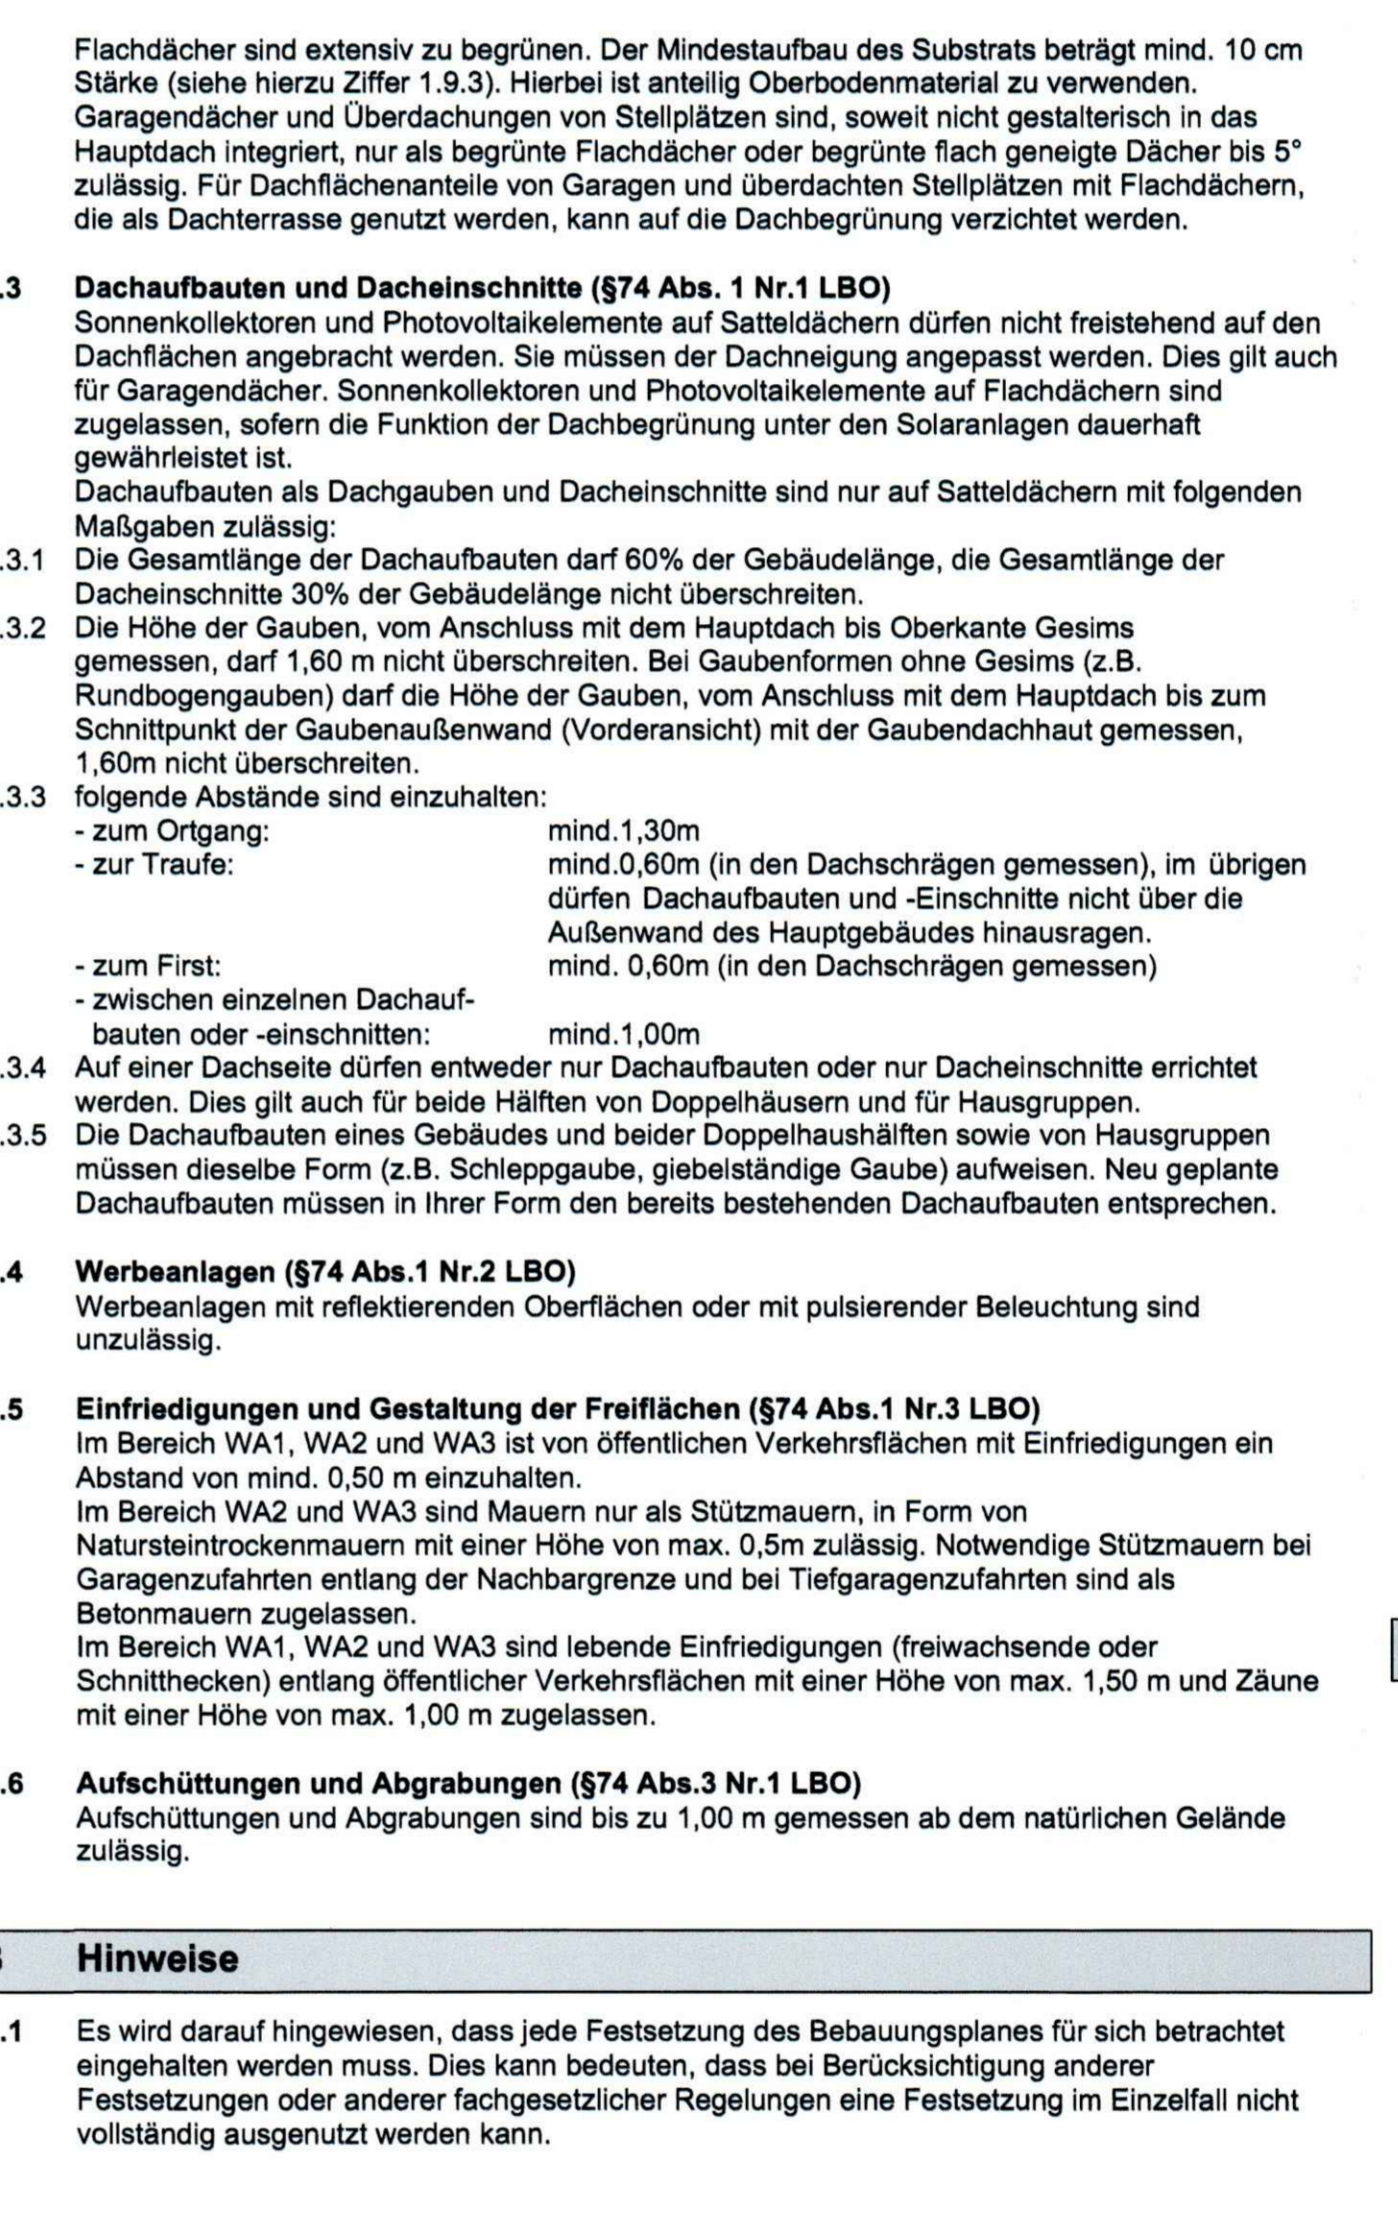 Flachdächer sind extensiv zu begrünen. Der Mindestaufbau des Substrats beträgt mind. 10 cm
Stärke (siehe hierzu Ziffer 1.9.3). Hierbei ist anteilig Oberbodenmaterial zu verwenden.
Garagendächer und Überdachungen von Stellplätzen sind, soweit nicht gestalterisch in das
Hauptdach integriert, nur als begrünte Flachdächer oder begrünte flach geneigte Dächer bis 5°
zulässig. Für Dachflächenanteile von Garagen und überdachten Stellplätzen mit Flachdächern,
die als Dachterrasse genutzt werden, kann auf die Dachbegrünung verzichtet werden.
.3 Dachaufbauten und Dacheinschnitte (§74 Abs. 1 Nr.1 LBO)
Sonnenkollektoren und Photovoltaikelemente auf Satteldächern dürfen nicht freistehend auf den
Dachflächen angebracht werden. Sie müssen der Dachneigung angepasst werden. Dies gilt auch
für Garagendächer. Sonnenkollektoren und Photovoltaikelemente auf Flachdächern sind
zugelassen, sofern die Funktion der Dachbegrünung unter den Solaranlagen dauerhaft
gewährleistet ist.
Dachaufbauten als Dachgauben und Dacheinschnitte sind nur auf Satteldächern mit folgenden
Maßgaben zulässig:
.3.1 Die Gesamtlänge der Dachaufbauten darf 60% der Gebäudelänge, die Gesamtlänge der
Dacheinschnitte 30% der Gebäudelänge nicht überschreiten.
.3.2 Die Höhe der Gauben, vom Anschluss mit dem Hauptdach bis Oberkante Gesims
gemessen, darf 1,60 m nicht überschreiten. Bei Gaubenformen ohne Gesims (z.B.
Rundbogengauben) darf die Höhe der Gauben, vom Anschluss mit dem Hauptdach bis zum
Schnittpunkt der Gaubenaußenwand (Vorderansicht) mit der Gaubendachhaut gemessen,
1,60m nicht überschreiten.
.3.3 folgende Abstände sind einzuhalten:
- zum Ortgang: mind.1,30m
- zur Traufe: mind.0,60m (in den Dachschrägen gemessen), im übrigen
dürfen Dachaufbauten und -Einschnitte nicht über die
Außenwand des Hauptgebäudes hinausragen.
- zum First: mind. 0,60m (in den Dachschrägen gemessen)
- zwischen einzelnen Dachauf-
bauten oder -einschnitten: mind.1,00m
.3.4 Auf einer Dachseite dürfen entweder nur Dachaufbauten oder nur Dacheinschnitte errichtet
werden. Dies gilt auch für beide Hälften von Doppelhäusern und für Hausgruppen.
.3.5 Die Dachaufbauten eines Gebäudes und beider Doppelhaushälften sowie von Hausgruppen
müssen dieselbe Form (z.B. Schleppgaube, giebelständige Gaube) aufweisen. Neu geplante
Dachaufbauten müssen in Ihrer Form den bereits bestehenden Dachaufbauten entsprechen.
.4 Werbeanlagen (§74 Abs.1 Nr.2 LBO)
Werbeanlagen mit reflektierenden Oberflächen oder mit pulsierender Beleuchtung sind
unzulässig.
.5 Einfriedigungen und Gestaltung der Freiflächen (§74 Abs.1 Nr.3 LBO)
Im Bereich WA1, WA2 und WA3 ist von öffentlichen Verkehrsflächen mit Einfriedigungen ein
Abstand von mind. 0,50 m einzuhalten.
Im Bereich WA2 und WA3 sind Mauern nur als Stützmauern, in Form von
Natursteintrockenmauern mit einer Höhe von max. 0,5m zulässig. Notwendige Stützmauern bei
Garagenzufahrten entlang der Nachbargrenze und bei Tiefgaragenzufahrten sind als
Betonmauern zugelassen.
Im Bereich WA1, WA2 und WA3 sind lebende Einfriedigungen (freiwachsende oder
Schnitthecken) entlang öffentlicher Verkehrsflächen mit einer Höhe von max. 1,50 m und Zäune
mit einer Höhe von max. 1,00 m zugelassen.
.6 Aufschüttungen und Abgrabungen (§74 Abs.3 Nr.1 LBO)
Aufschüttungen und Abgrabungen sind bis zu 1,00 m gemessen ab dem natürlichen Gelände
zulässig.
Hinweise
.1 Es wird darauf hingewiesen, dass jede Festsetzung des Bebauungsplanes für sich betrachtet
eingehalten werden muss. Dies kann bedeuten, dass bei Berücksichtigung anderer
Festsetzungen oder anderer fachgesetzlicher Regelungen eine Festsetzung im Einzelfall nicht
vollständig ausgenutzt werden kann.